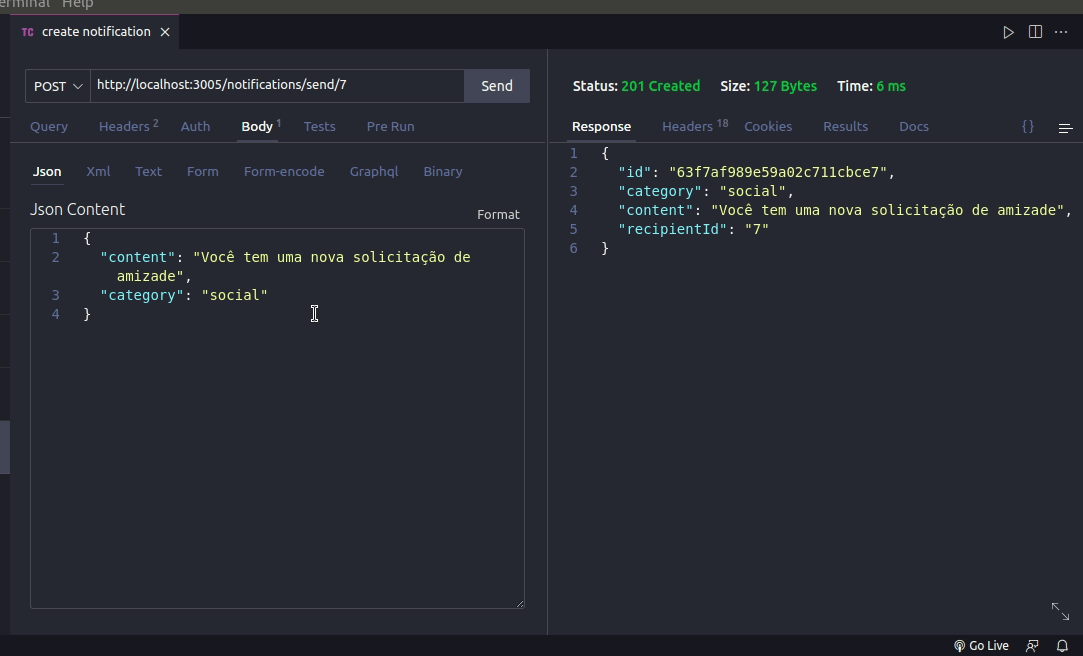 erminal Help
TC create notification ×
POST http://localhost:3005/notifications/send/7 Send
Query Headers 2 Auth Body 1 Tests Pre Run
Json Xml Text Form Form-encode Graphql Binary
Json Content
Format
1 {
2 "content": "Você tem uma nova solicitação de
amizade",
3 "category": "social"
4 }
Status: 201 Created Size: 127 Bytes Time: 6 ms
Response Headers 18 Cookies Results Docs {}
1 {
2 "id": "63f7af989e59a02c711cbce7",
3 "category": "social",
4 "content": "Você tem uma nova solicitação de amizade",
5 "recipientId": "7"
6 }
Go Live